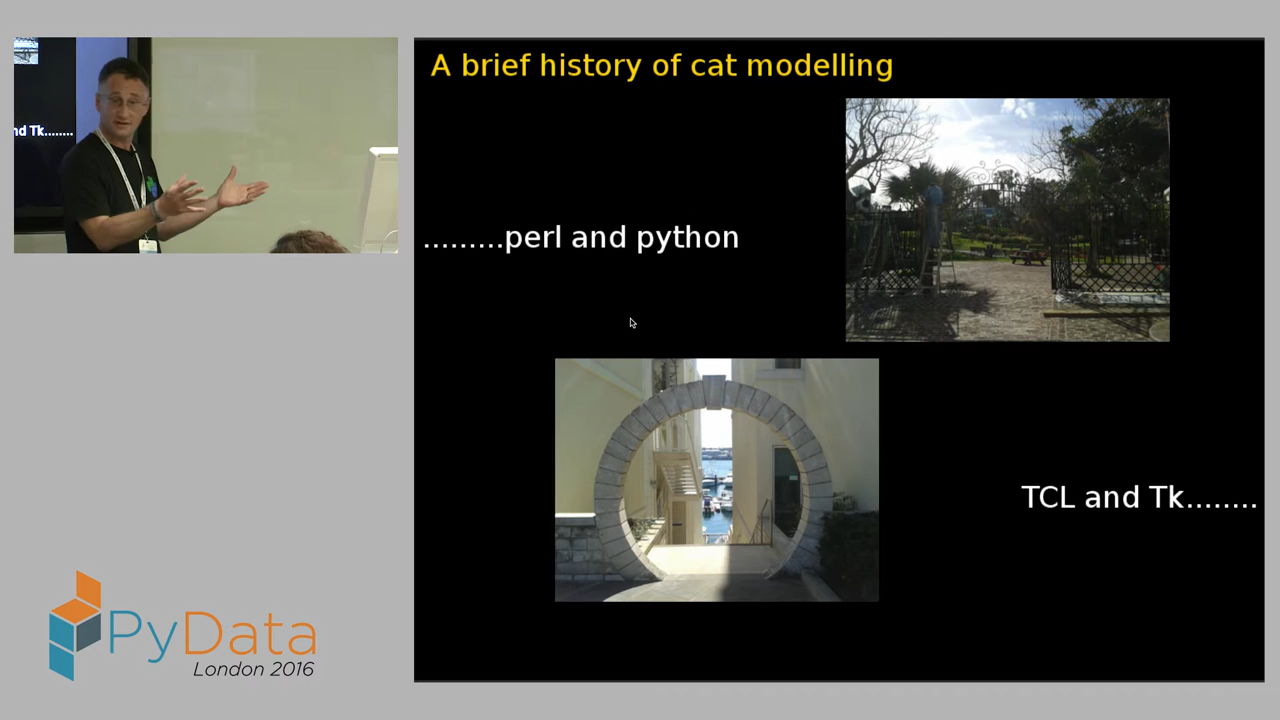 A brief history of cat modelling
nd Tk........
.........perl and python
TCL and Tk........
PyData
London 2016